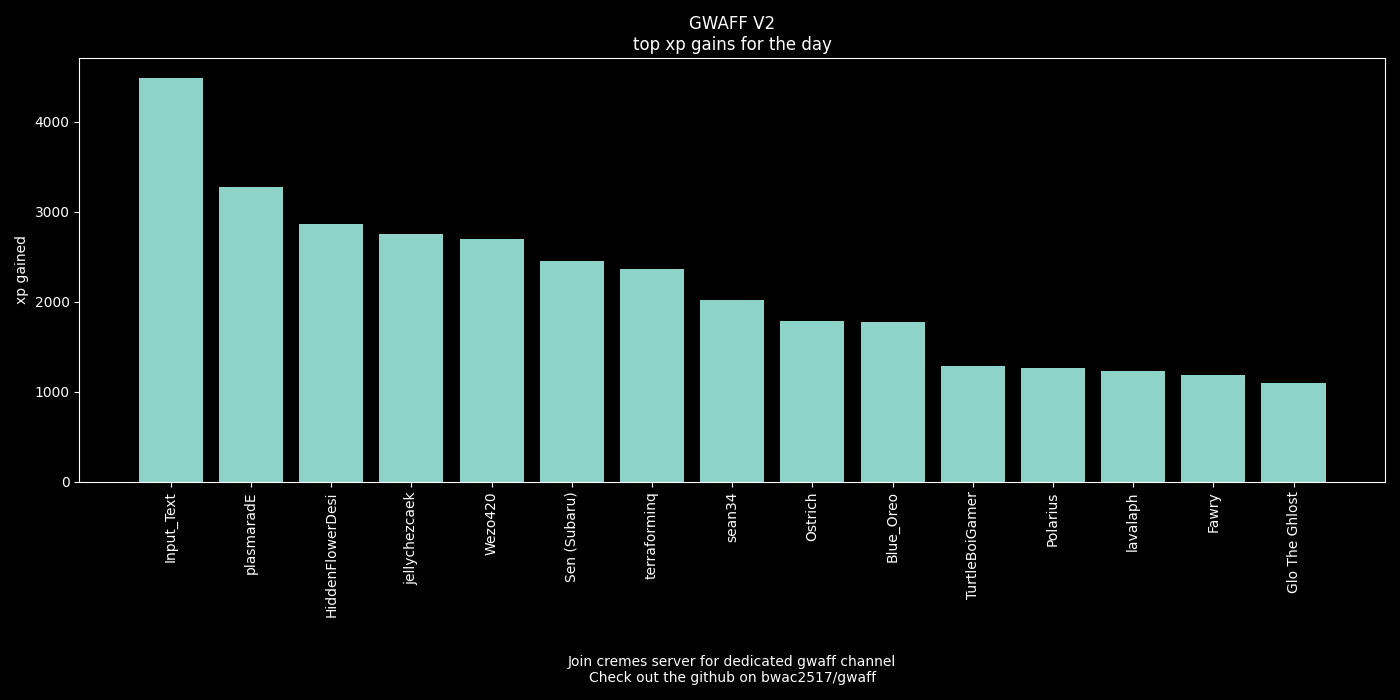 GWAFF V2
top xp gains for the day
xp gained
4000
3000
2000
1000
0
Input_Text
plasmaradE
HiddenFlowerDesi
jellychezcaek
Wezo420
Sen (Subaru)
terraforminq
sean34
Ostrich
Blue_Oreo
TurtleBoiGamer
Polarius
lavalaph
Fawry
Glo The Ghlost
Join cremes server for dedicated gwaff channel
Check out the github on bwac2517/gwaff